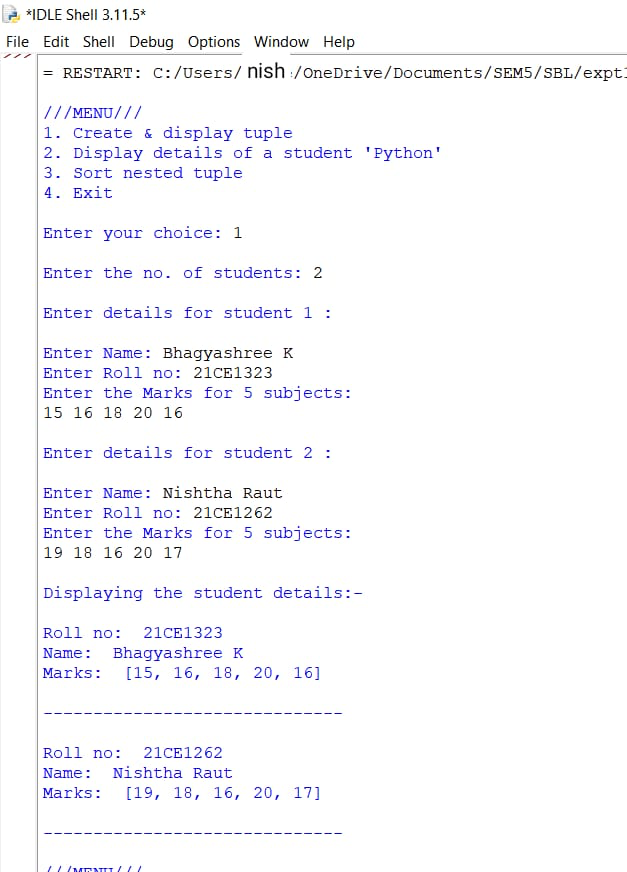 *IDLE Shell 3.11.5*
File Edit Shell Debug Options Window Help
= RESTART: C:/Users/ nish :/OneDrive/Documents/SEM5/SBL/expt1
///MENU///
1. Create & display tuple
2. Display details of a student 'Python'
3. Sort nested tuple
4. Exit
Enter your choice: 1
Enter the no. of students: 2
Enter details for student 1 :
Enter Name: Bhagyashree K
Enter Roll no: 21CE1323
Enter the Marks for 5 subjects:
15 16 18 20 16
Enter details for student 2 :
Enter Name: Nishtha Raut
Enter Roll no: 21CE1262
Enter the Marks for 5 subjects:
19 18 16 20 17
Displaying the student details:-
Roll no:  21CE1323
Name:  Bhagyashree K
Marks:  [15, 16, 18, 20, 16]
------------------------------
Roll no:  21CE1262
Name:  Nishtha Raut
Marks:  [19, 18, 16, 20, 17]
------------------------------
///MENU///